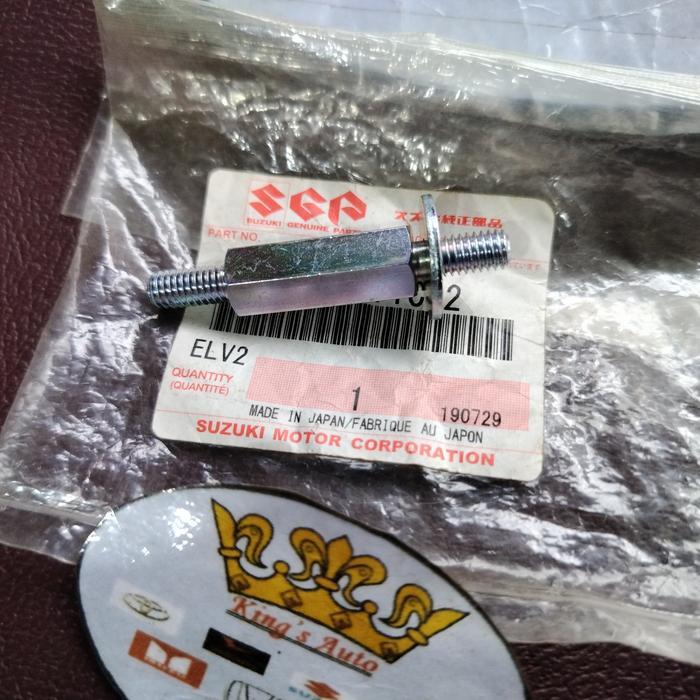 SGP スズキ純正部品
SUZUKI GENUINE PARTS
PART NO.
ELV2
QUANTITY
(QUANTITÉ)
1
190729
MADE IN JAPAN/FABRIQUE AU JAPON
SUZUKI MOTOR CORPORATION
King's Auto